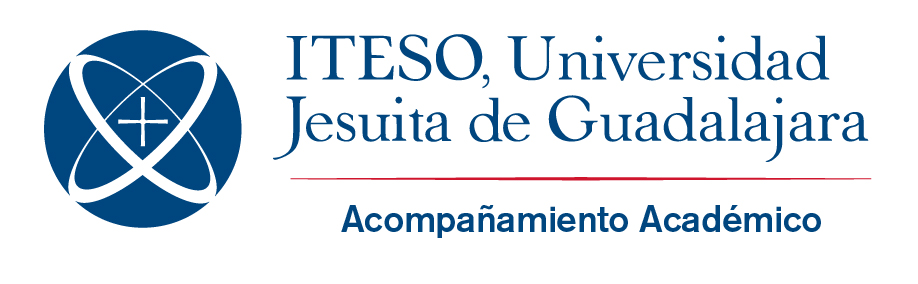 ITESO, Universidad
Jesuita de Guadalajara
Acompañamiento Académico